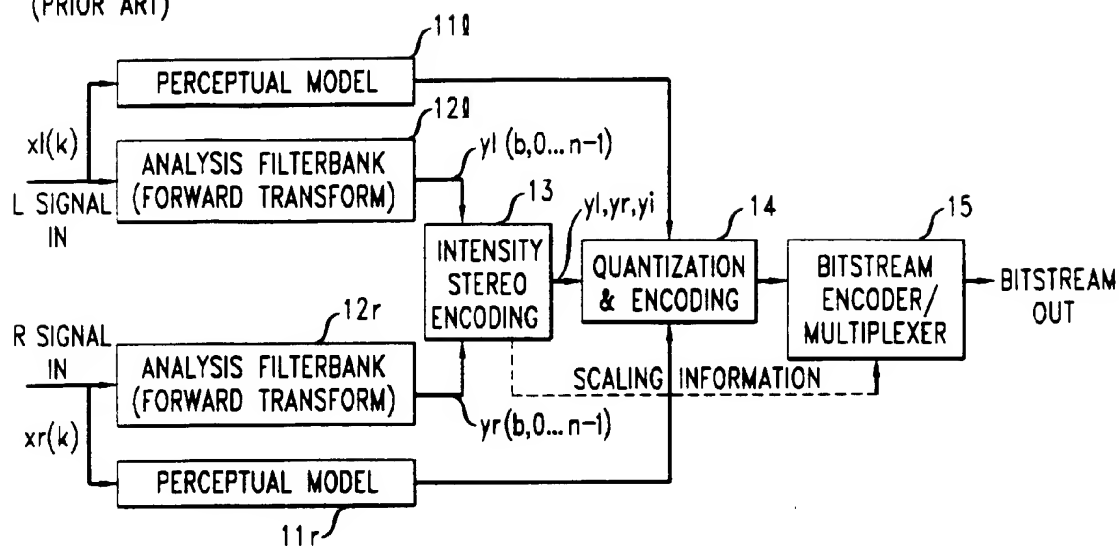 (PRIOR ART)
11l
PERCEPTUAL MODEL
12l
xl(k)
ANALYSIS FILTERBANK
(FORWARD TRANSFORM)
yl (b,0...n-1)
L SIGNAL
IN
13
yl,yr,yi
14
15
INTENSITY
STEREO
ENCODING
QUANTIZATION
& ENCODING
BITSTREAM
ENCODER/
MULTIPLEXER
BITSTREAM
OUT
12r
R SIGNAL
IN
ANALYSIS FILTERBANK
(FORWARD TRANSFORM)
SCALING INFORMATION
yr(b,0...n-1)
xr(k)
PERCEPTUAL MODEL
11r